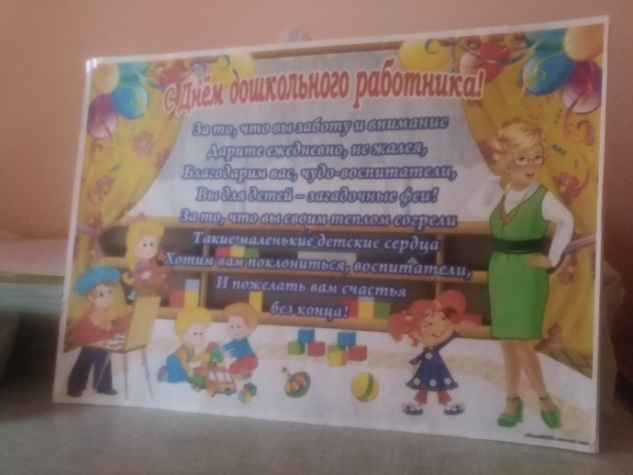 С Днём дошкольного работника!
За то, что вы заботу и внимание
Дарите ежедневно, не жалея,
Благодарим вас, чудо-воспитатели,
Вы для детей – загадочные феи!
За то, что вы своим теплом согрели
Такие маленькие детские сердца
Хотим вам поклониться, воспитатели,
И пожелать вам счастья
без конца!